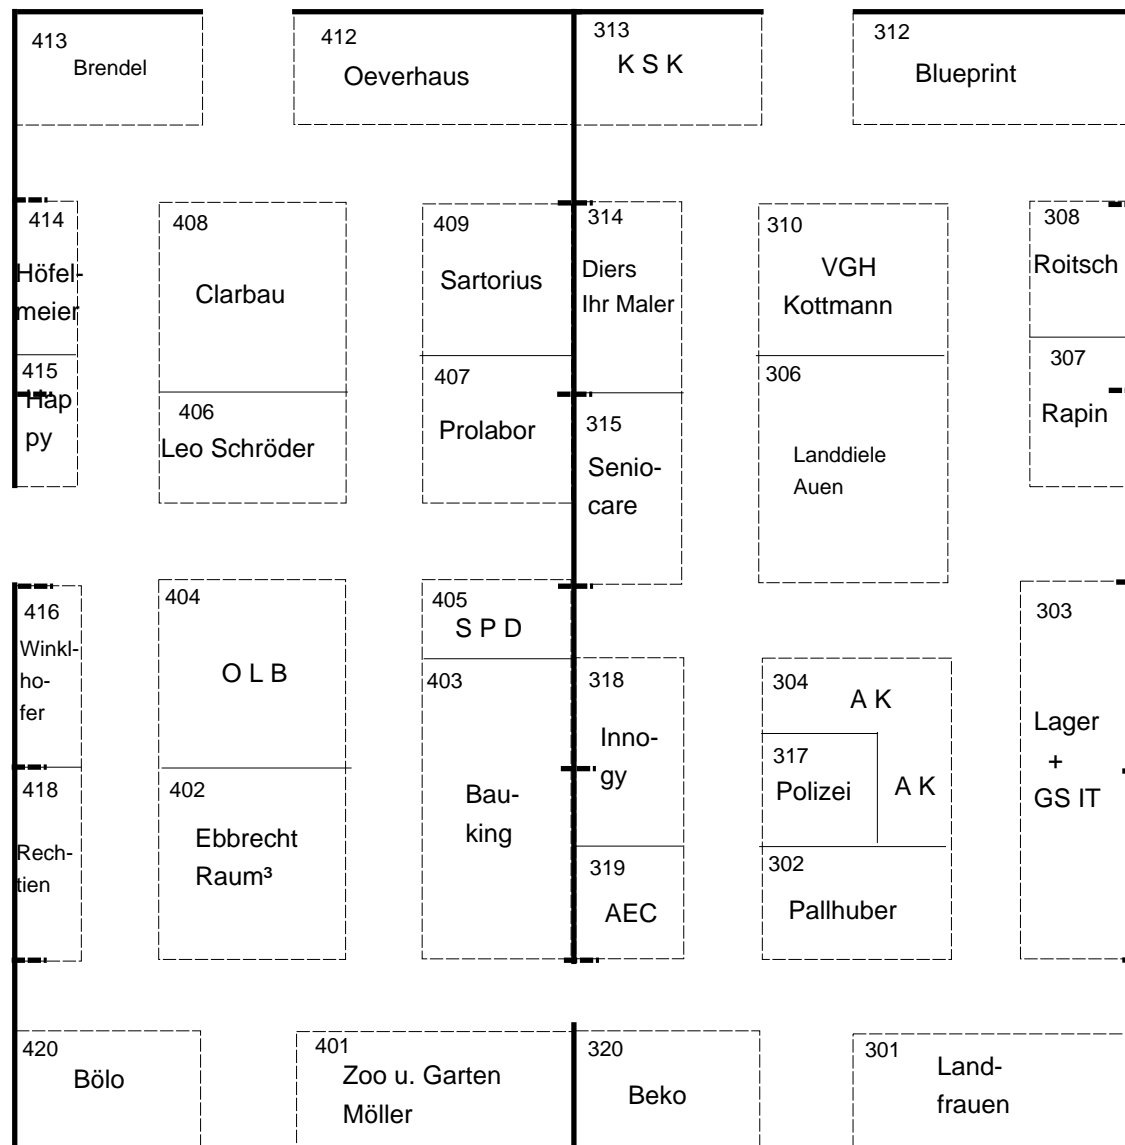 413
Brendel
412
Oeverhaus
313
K S K
312
Blueprint
414
Höfel-
meier
408
Clarbau
409
Sartorius
314
Diers
Ihr Maler
310
VGH
Kottmann
308
Roitsch
415
Hap
py
406
Leo Schröder
407
Prolabor
315
Senio-
care
306
Landdiele
Auen
307
Rapin
416
Winkl-
ho-
fer
404
O L B
405
S P D
403
Bau-
king
318
Inno-
gy
304
A K
317
Polizei
A K
303
Lager
+
GS IT
418
Rech-
tien
402
Ebbrecht
Raum³
319
AEC
302
Pallhuber
420
Bölo
401
Zoo u. Garten
Möller
320
Beko
301
Land-
frauen